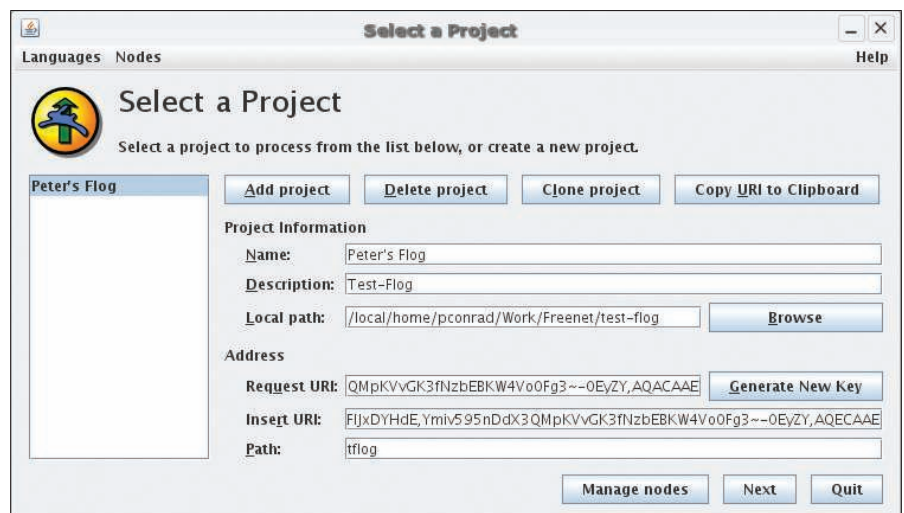 Select a Project
Languages Nodes Help
Select a Project
Select a project to process from the list below, or create a new project.
Peter's Flog
Add project Delete project Clone project Copy URI to Clipboard
Project Information
Name: Peter's Flog
Description: Test-Flog
Local path: /local/home/pconrad/Work/Freenet/test-flog Browse
Address
Request URI: QMpKVvGK3fNzbEBKW4Vo0Fg3~-0EyZY,AQACAAE Generate New Key
Insert URI: FIJxDYHdE,Ymiv595nDdX3QMpKVvGK3fNzbEBKW4Vo0Fg3~-0EyZY,AQECAAE
Path: tflog
Manage nodes Next Quit